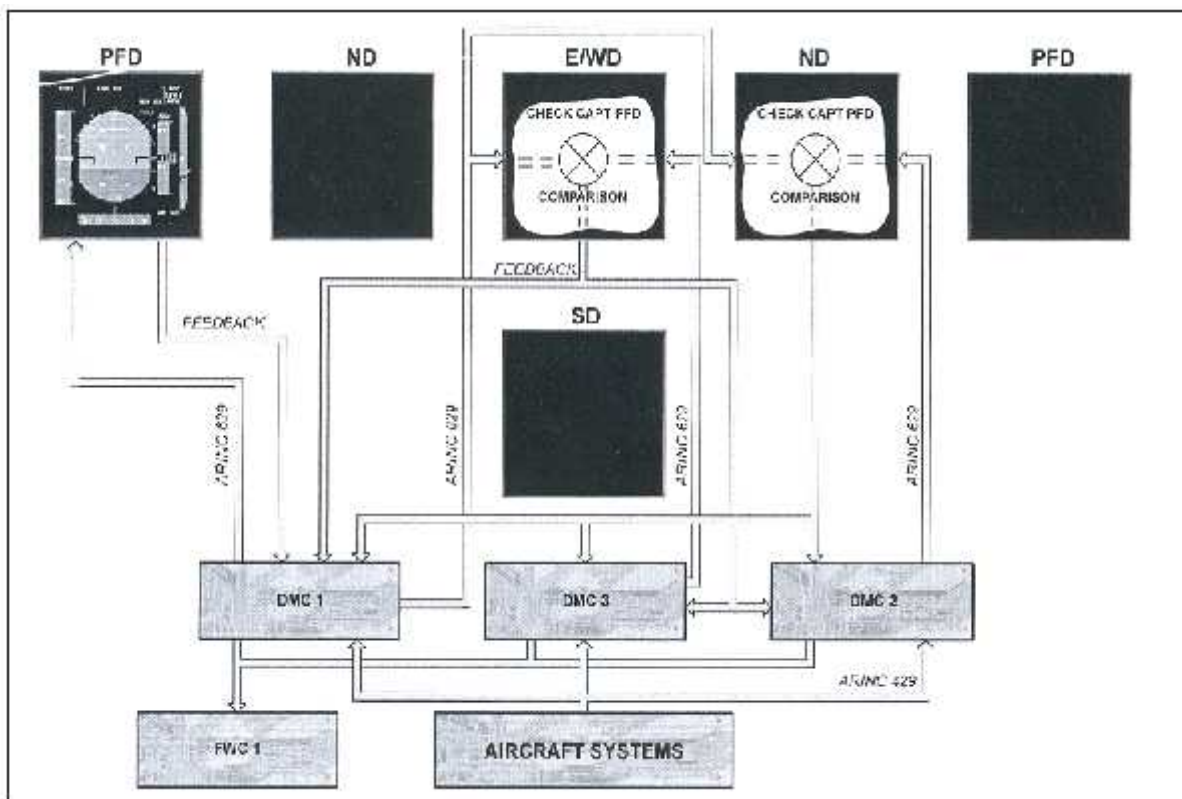 PFD
ND
E/WD
ND
PFD
CHECK CAPT PFD
COMPARISON
CHECK CAPT PFD
COMPARISON
FEEDBACK
FEEDBACK
SD
ARINC 629
ARINC 629
ARINC 629
ARINC 629
DMC 1
DMC 3
DMC 2
ARINC 429
FWC 1
AIRCRAFT SYSTEMS